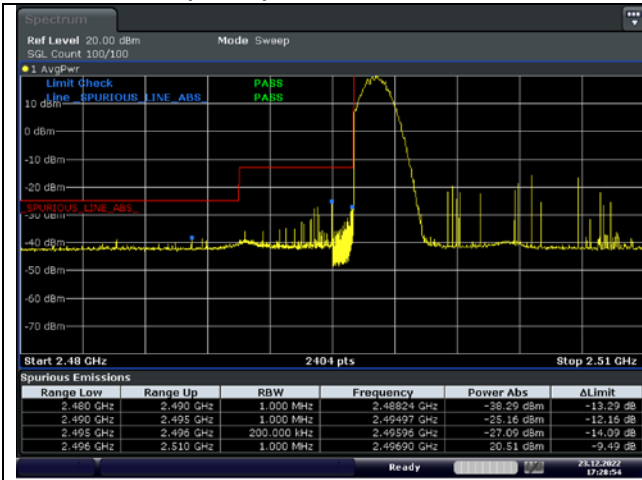 Spectrum
Ref Level 20.00 dBm Mode Sweep
SGL Count 100/100
1 AvgPwr
Limit Check PASS
Line _SPURIOUS_LINE_ABS_ PASS
10 dBm
0 dBm
-10 dBm
-20 dBm
_SPURIOUS_LINE_ABS_
-30 dBm
-40 dBm
-50 dBm
-60 dBm
-70 dBm
Start 2.48 GHz 2404 pts Stop 2.51 GHz
Spurious Emissions
Range Low Range Up RBW Frequency Power Abs ΔLimit
2.480 GHz 2.490 GHz 1.000 MHz 2.48824 GHz -38.29 dBm -13.29 dB
2.490 GHz 2.495 GHz 1.000 MHz 2.49497 GHz -25.16 dBm -12.16 dB
2.495 GHz 2.496 GHz 200.000 kHz 2.49596 GHz -27.09 dBm -14.09 dB
2.496 GHz 2.510 GHz 1.000 MHz 2.49690 GHz 20.51 dBm -9.49 dB
Ready 23.12.2022
17:28:54